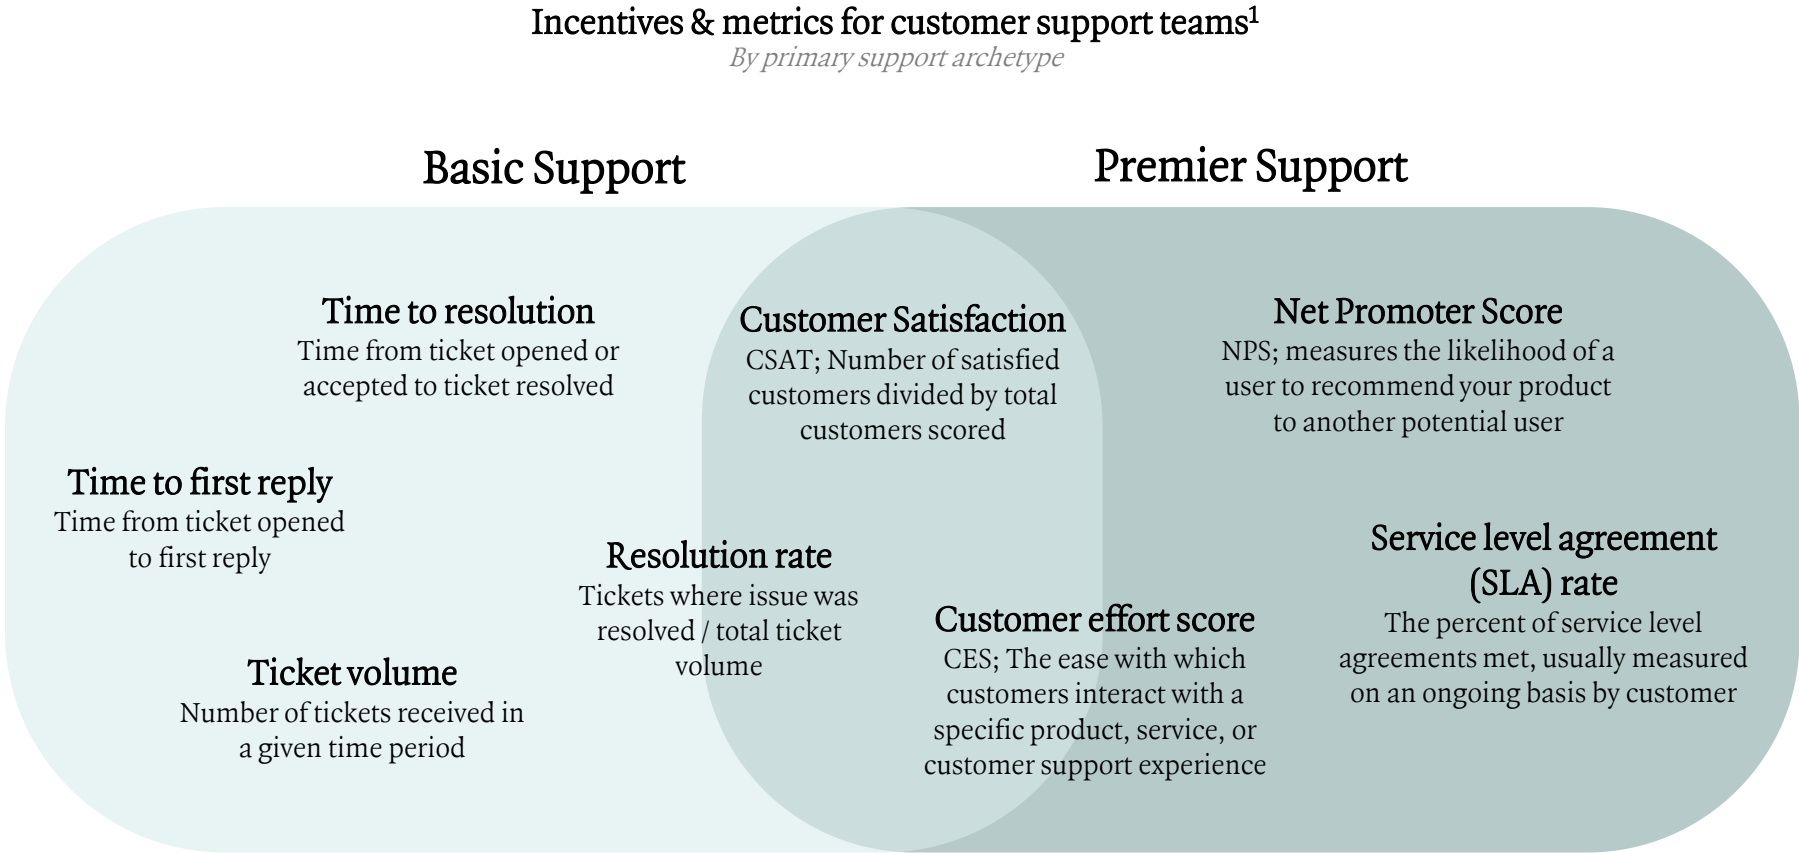 Incentives & metrics for customer support teams¹
By primary support archetype
Basic Support
Premier Support
Time to resolution
Time from ticket opened or
accepted to ticket resolved
Customer Satisfaction
CSAT; Number of satisfied
customers divided by total
customers scored
Net Promoter Score
NPS; measures the likelihood of a
user to recommend your product
to another potential user
Time to first reply
Time from ticket opened
to first reply
Resolution rate
Tickets where issue was
resolved / total ticket
volume
Service level agreement
(SLA) rate
The percent of service level
agreements met, usually measured
on an ongoing basis by customer
Customer effort score
CES; The ease with which
customers interact with a
specific product, service, or
customer support experience
Ticket volume
Number of tickets received in
a given time period